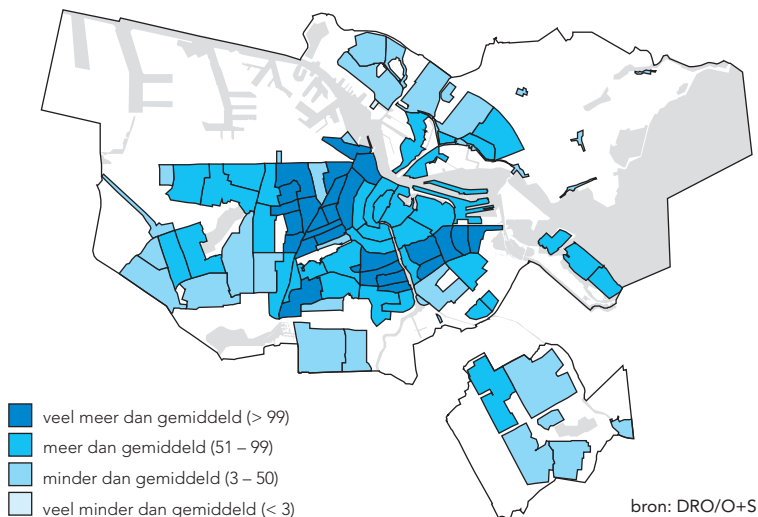 veel meer dan gemiddeld (> 99)
meer dan gemiddeld (51 – 99)
minder dan gemiddeld (3 – 50)
veel minder dan gemiddeld (< 3)
bron: DRO/O+S